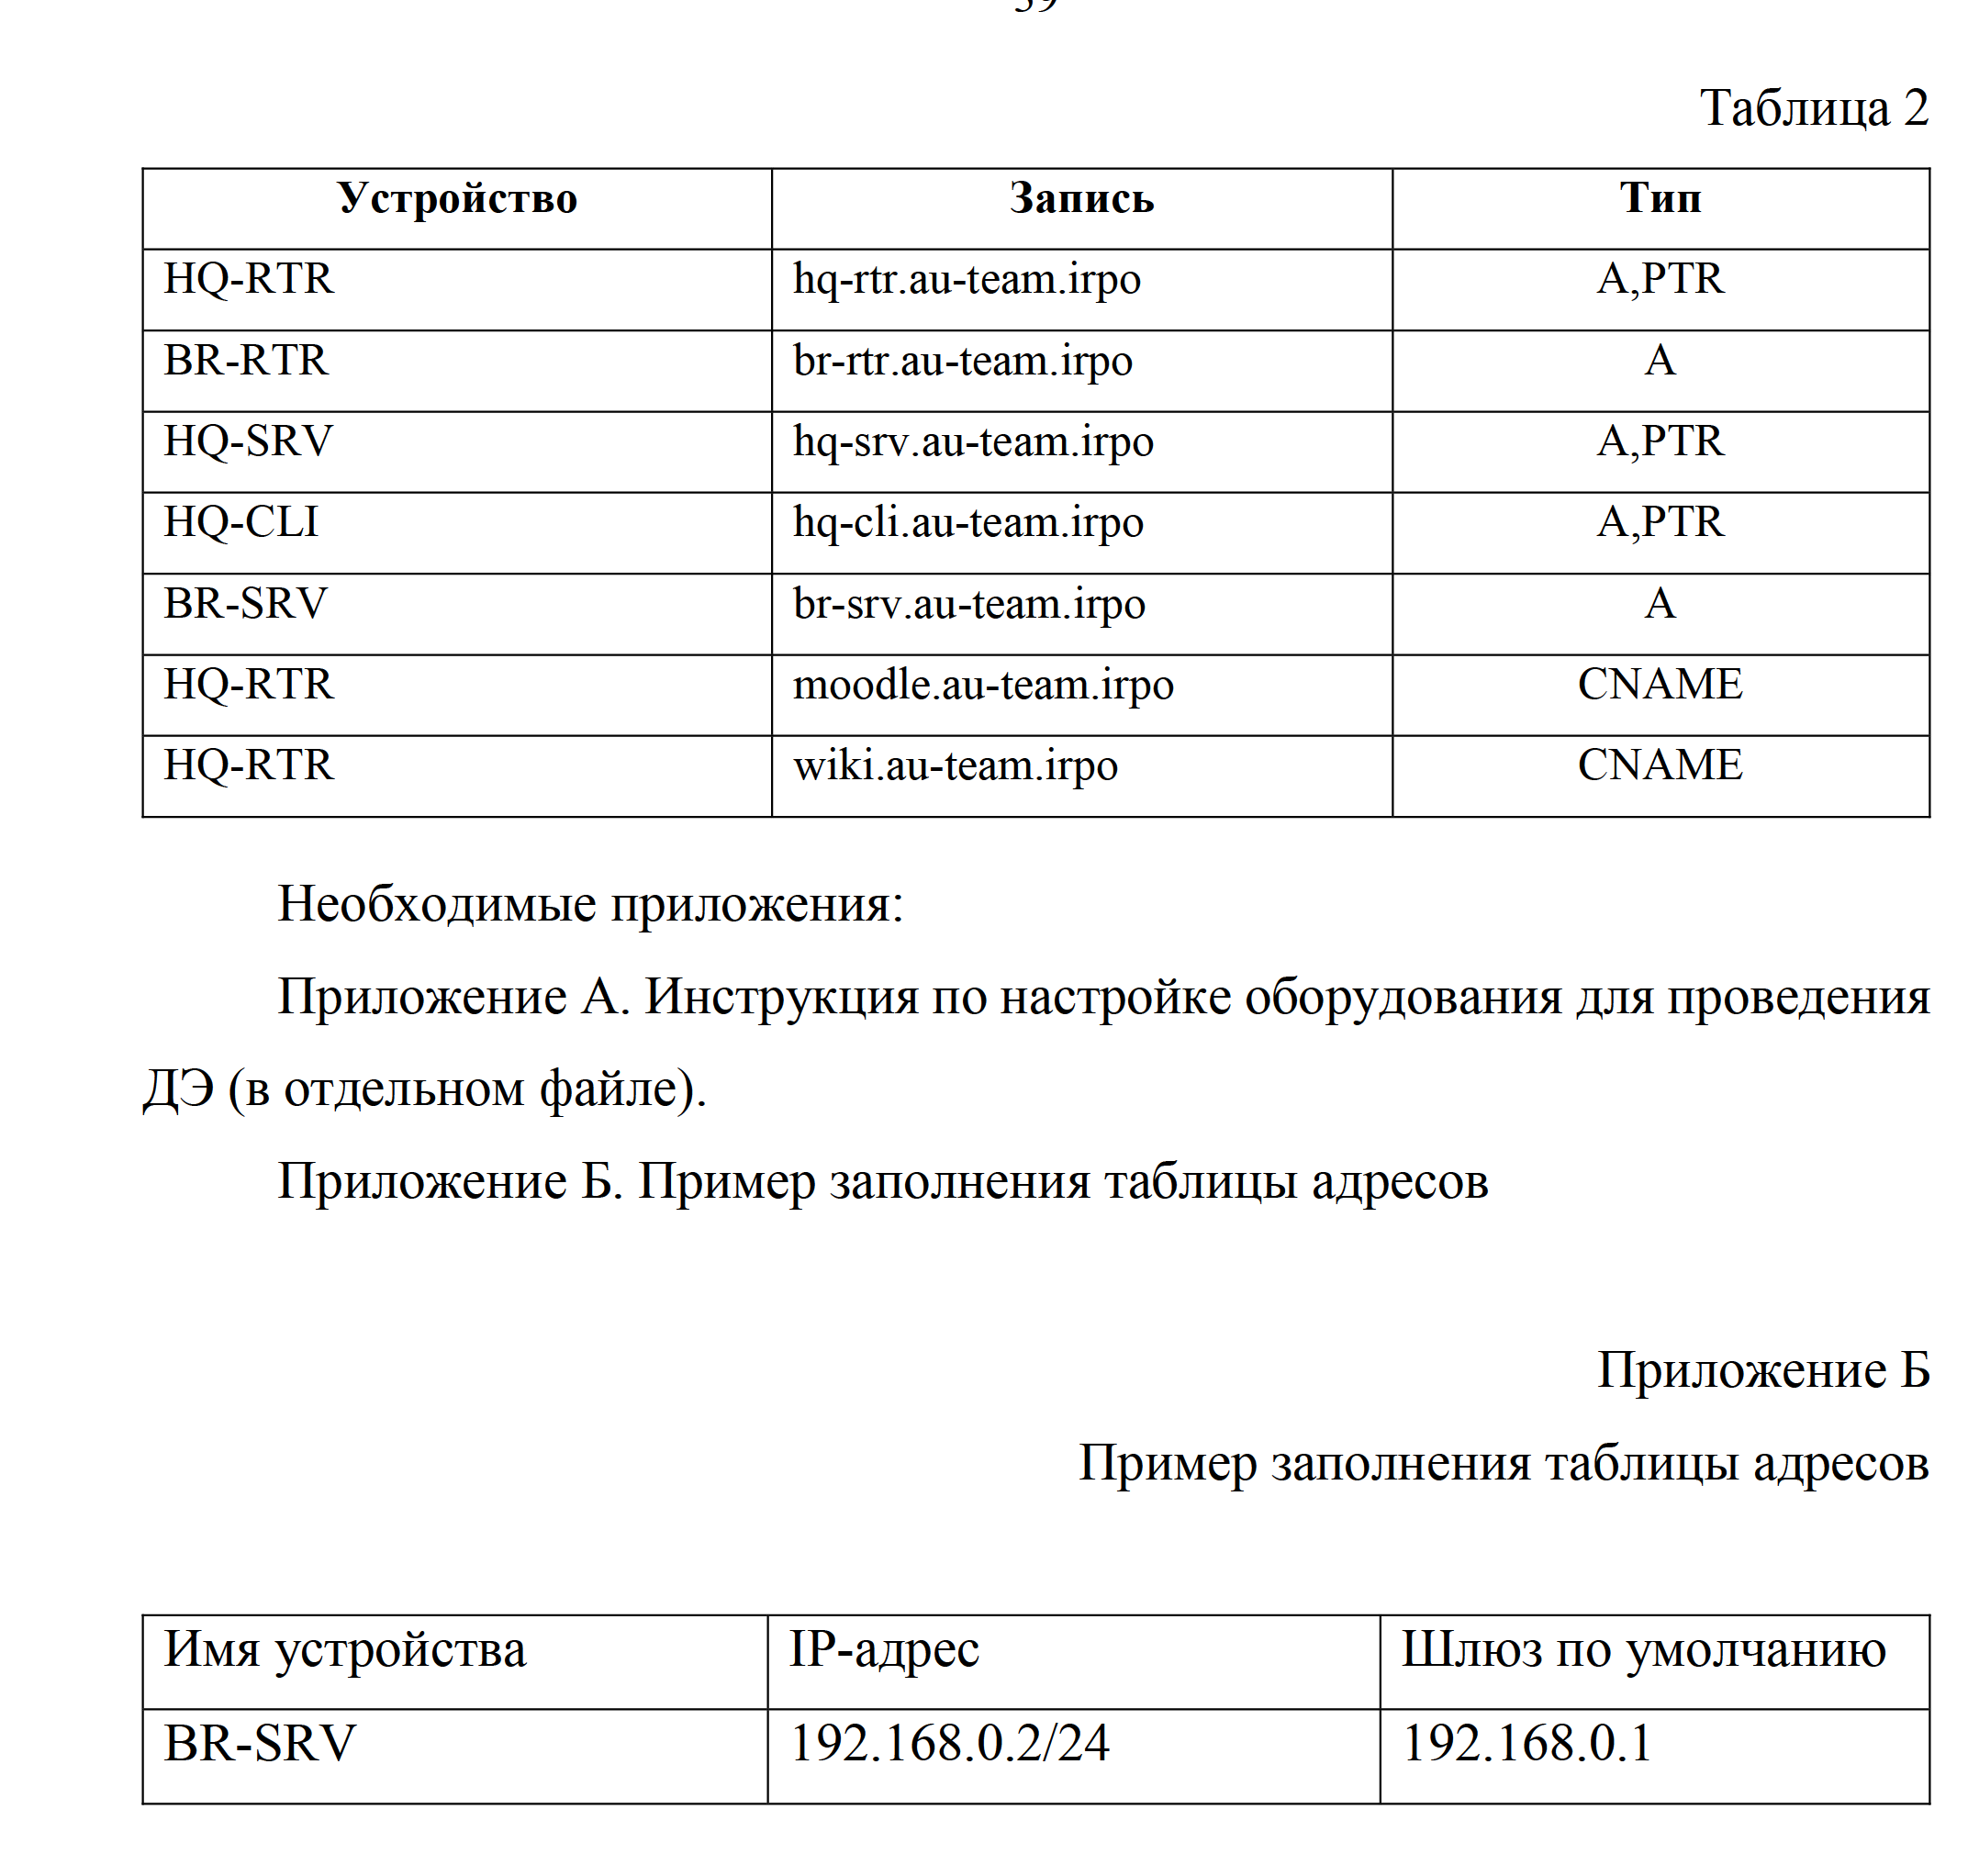 39
Таблица 2
Устройство Запись Тип
HQ-RTR hq-rtr.au-team.irpo A,PTR
BR-RTR br-rtr.au-team.irpo A
HQ-SRV hq-srv.au-team.irpo A,PTR
HQ-CLI hq-cli.au-team.irpo A,PTR
BR-SRV br-srv.au-team.irpo A
HQ-RTR moodle.au-team.irpo CNAME
HQ-RTR wiki.au-team.irpo CNAME
Необходимые приложения:
Приложение А. Инструкция по настройке оборудования для проведения
ДЭ (в отдельном файле).
Приложение Б. Пример заполнения таблицы адресов
Приложение Б
Пример заполнения таблицы адресов
Имя устройства IP-адрес Шлюз по умолчанию
BR-SRV 192.168.0.2/24 192.168.0.1